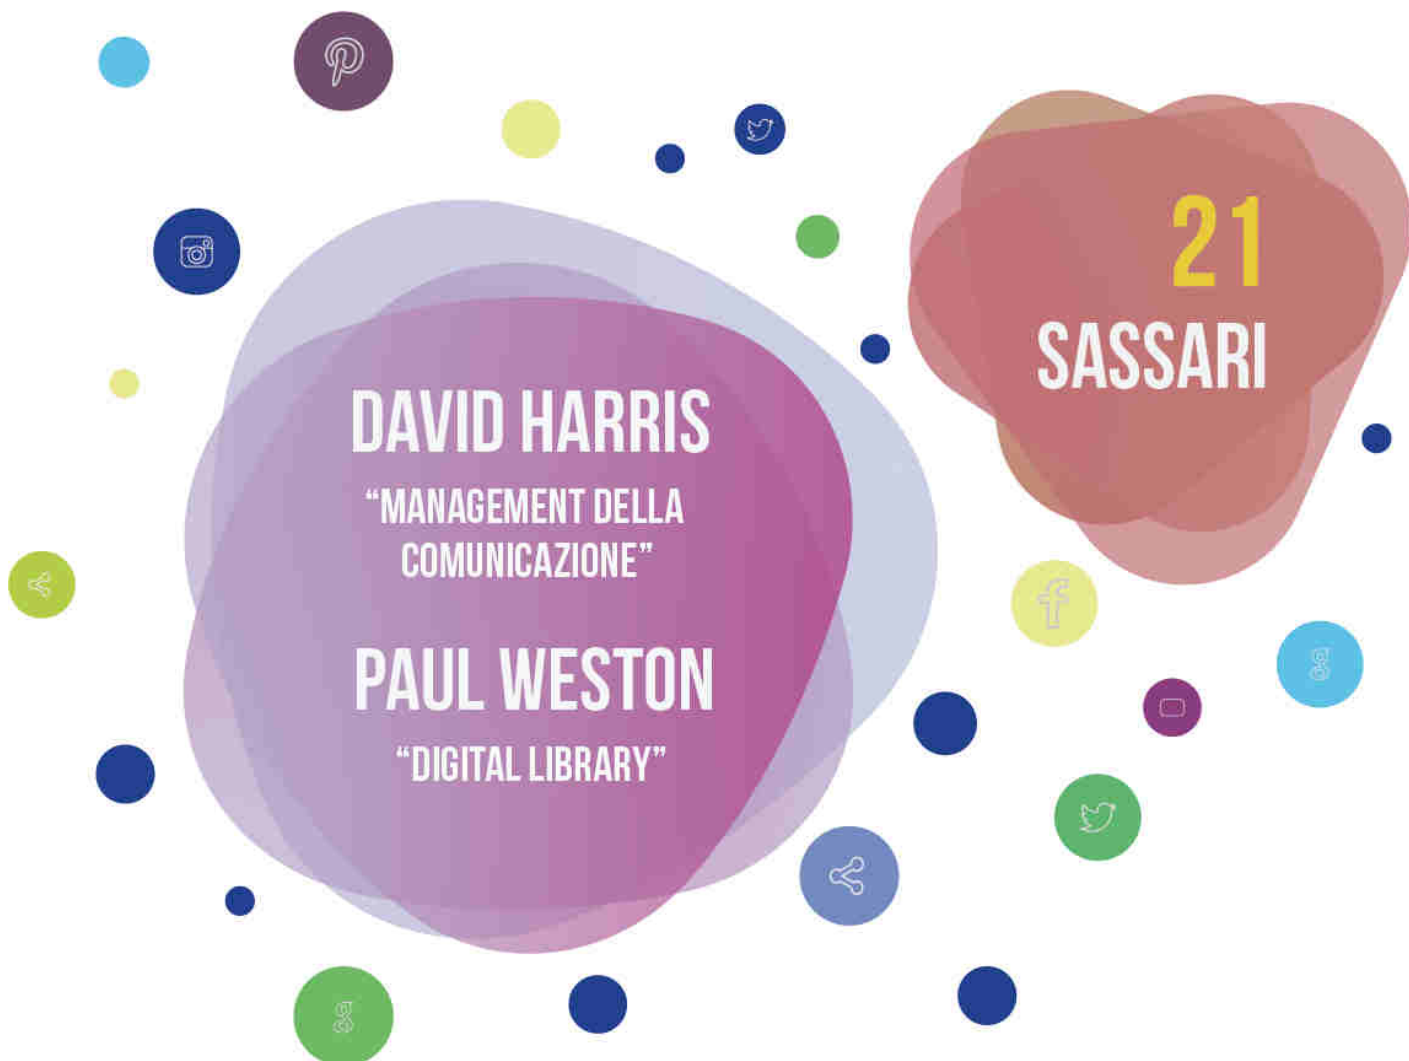 21
SASSARI
DAVID HARRIS
“MANAGEMENT DELLA
COMUNICAZIONE”
PAUL WESTON
“DIGITAL LIBRARY”